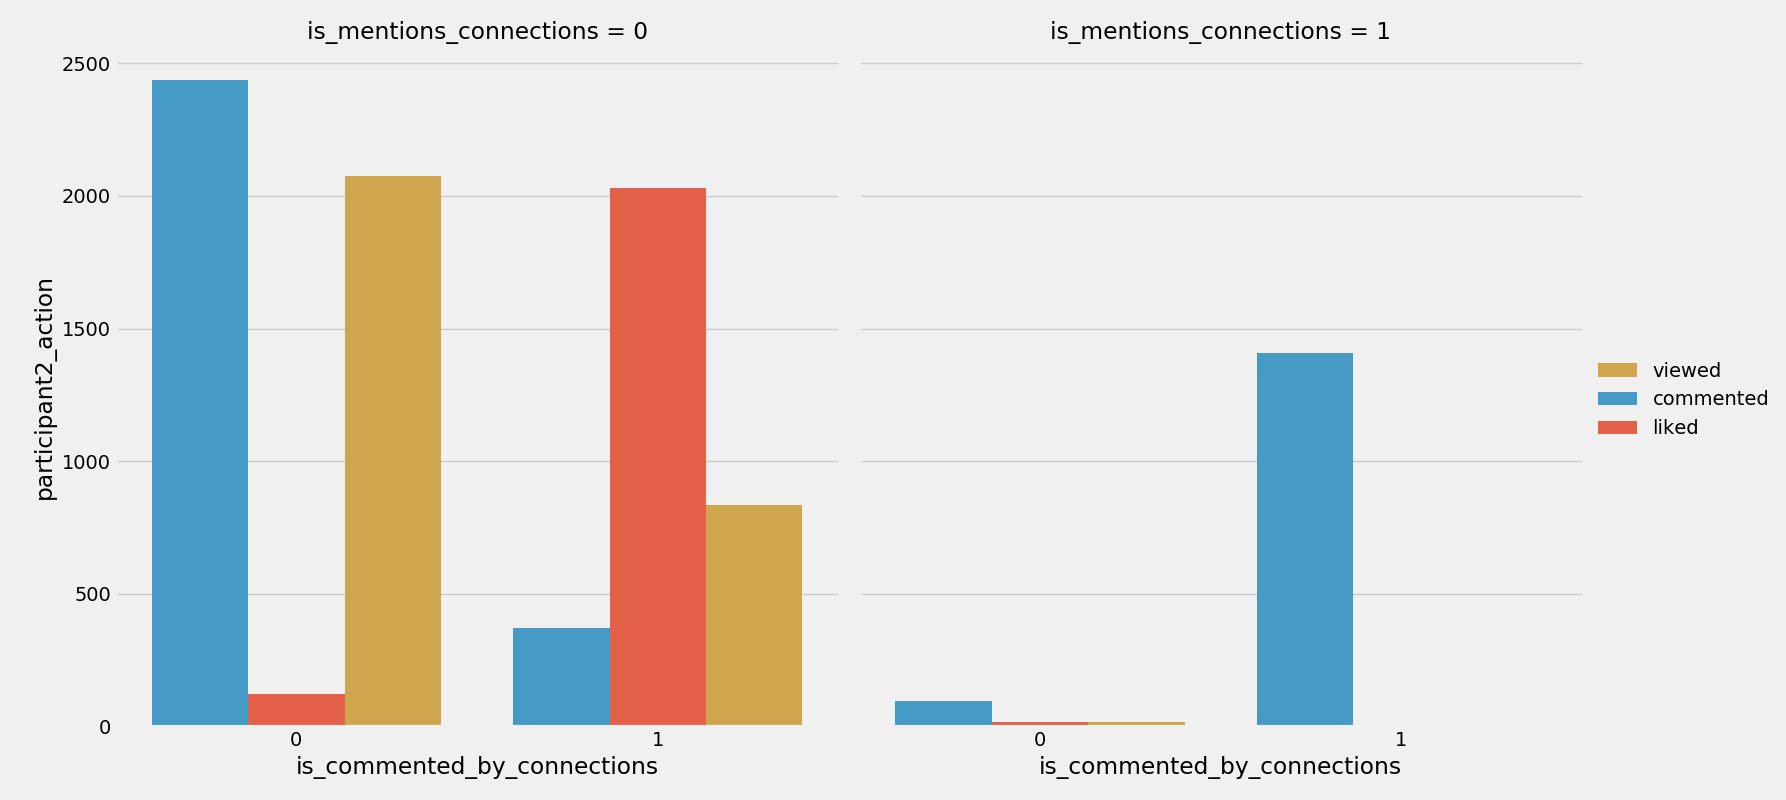 is_mentions_connections = 0
is_mentions_connections = 1
2500
2000
1500
1000
500
0
participant2_action
0
1
0
1
is_commented_by_connections
is_commented_by_connections
viewed
commented
liked